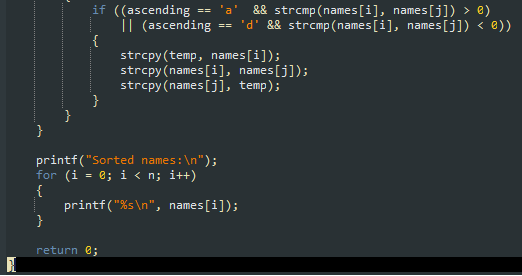 {
if ((ascending == 'a'  && strcmp(names[i], names[j]) > 0)
|| (ascending == 'd' && strcmp(names[i], names[j]) < 0))
{
strcpy(temp, names[i]);
strcpy(names[i], names[j]);
strcpy(names[j], temp);
}
}
}
printf("Sorted names:\n");
for (i = 0; i < n; i++)
{
printf("%s\n", names[i]);
}
return 0;
}